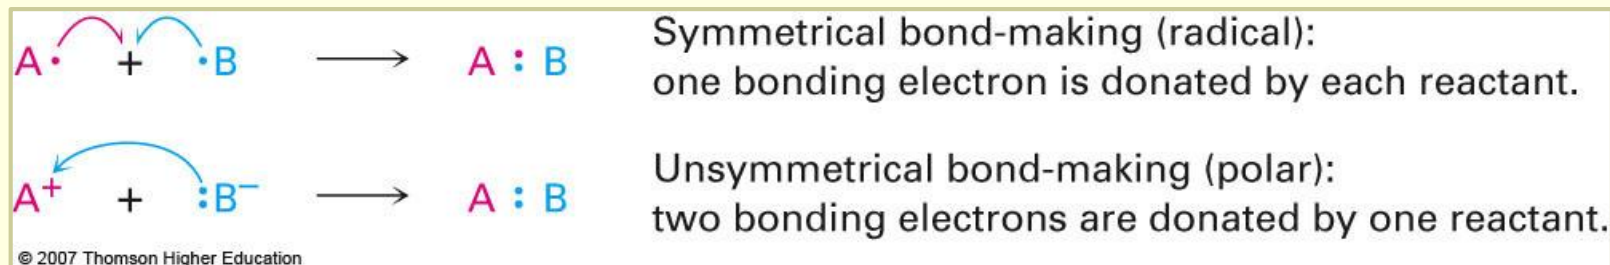 A· + ·B ⟶ A : B
Symmetrical bond-making (radical):
one bonding electron is donated by each reactant.
A⁺ + :B⁻ ⟶ A : B
Unsymmetrical bond-making (polar):
two bonding electrons are donated by one reactant.
© 2007 Thomson Higher Education